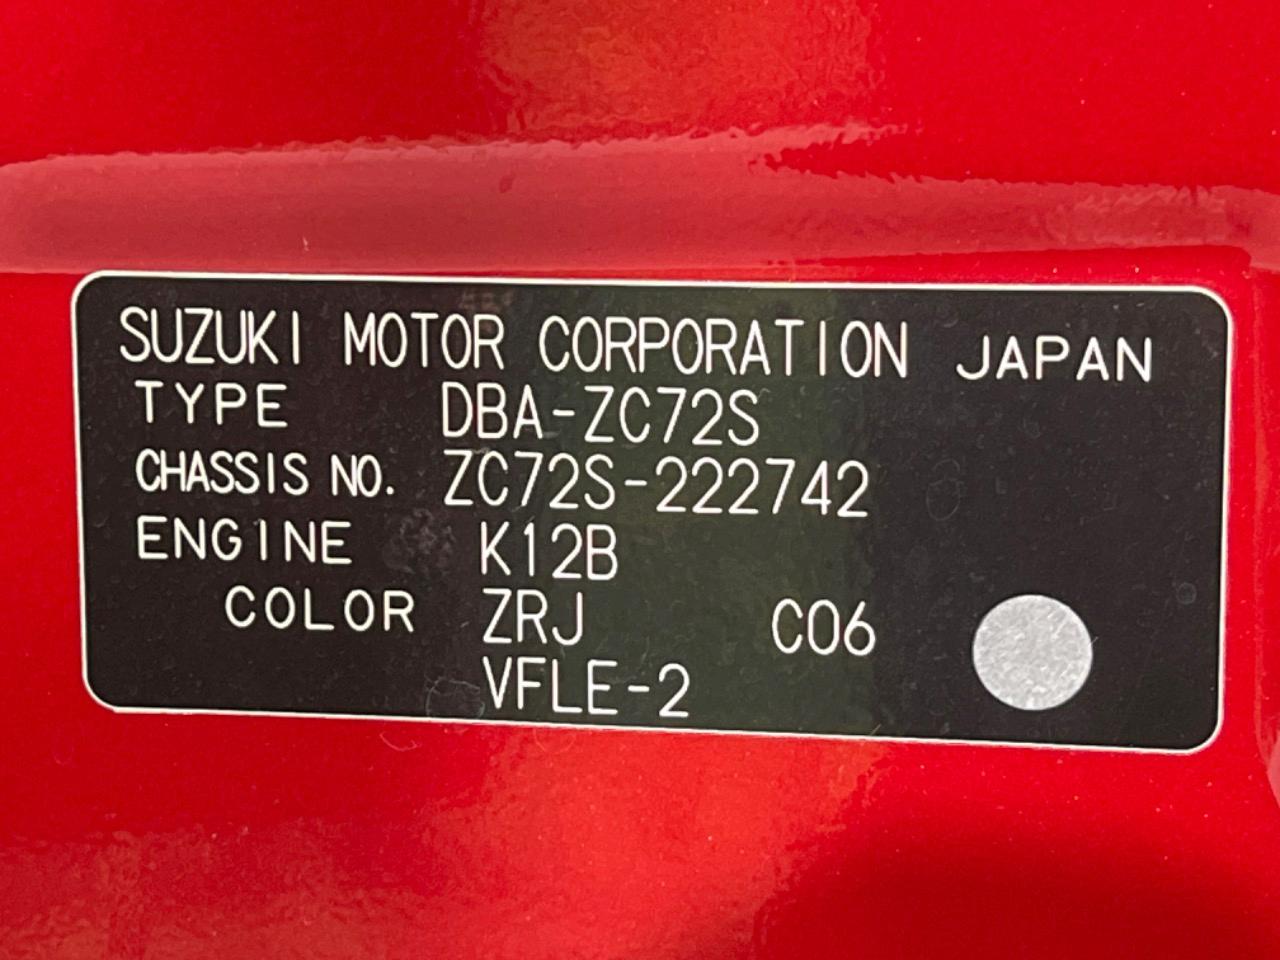 SUZUKI MOTOR CORPORATION JAPAN
TYPE DBA-ZC72S
CHASSIS NO. ZC72S-222742
ENGINE K12B
COLOR ZRJ C06
VFLE-2